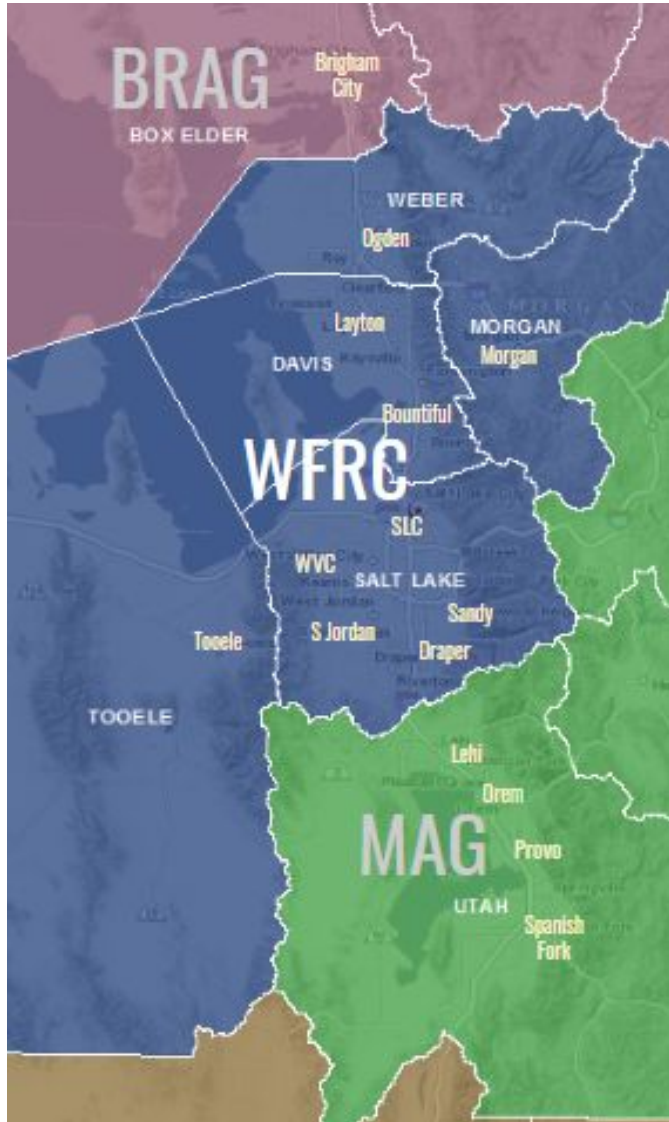 BRAG
Brigham
City
BOX ELDER
WEBER
Ogden
Layton
MORGAN
Morgan
DAVIS
Bountiful
WFRC
SLC
WVC
SALT LAKE
Sandy
S Jordan
Tooele
Draper
TOOELE
Lehi
Orem
MAG
Provo
UTAH
Spanish
Fork